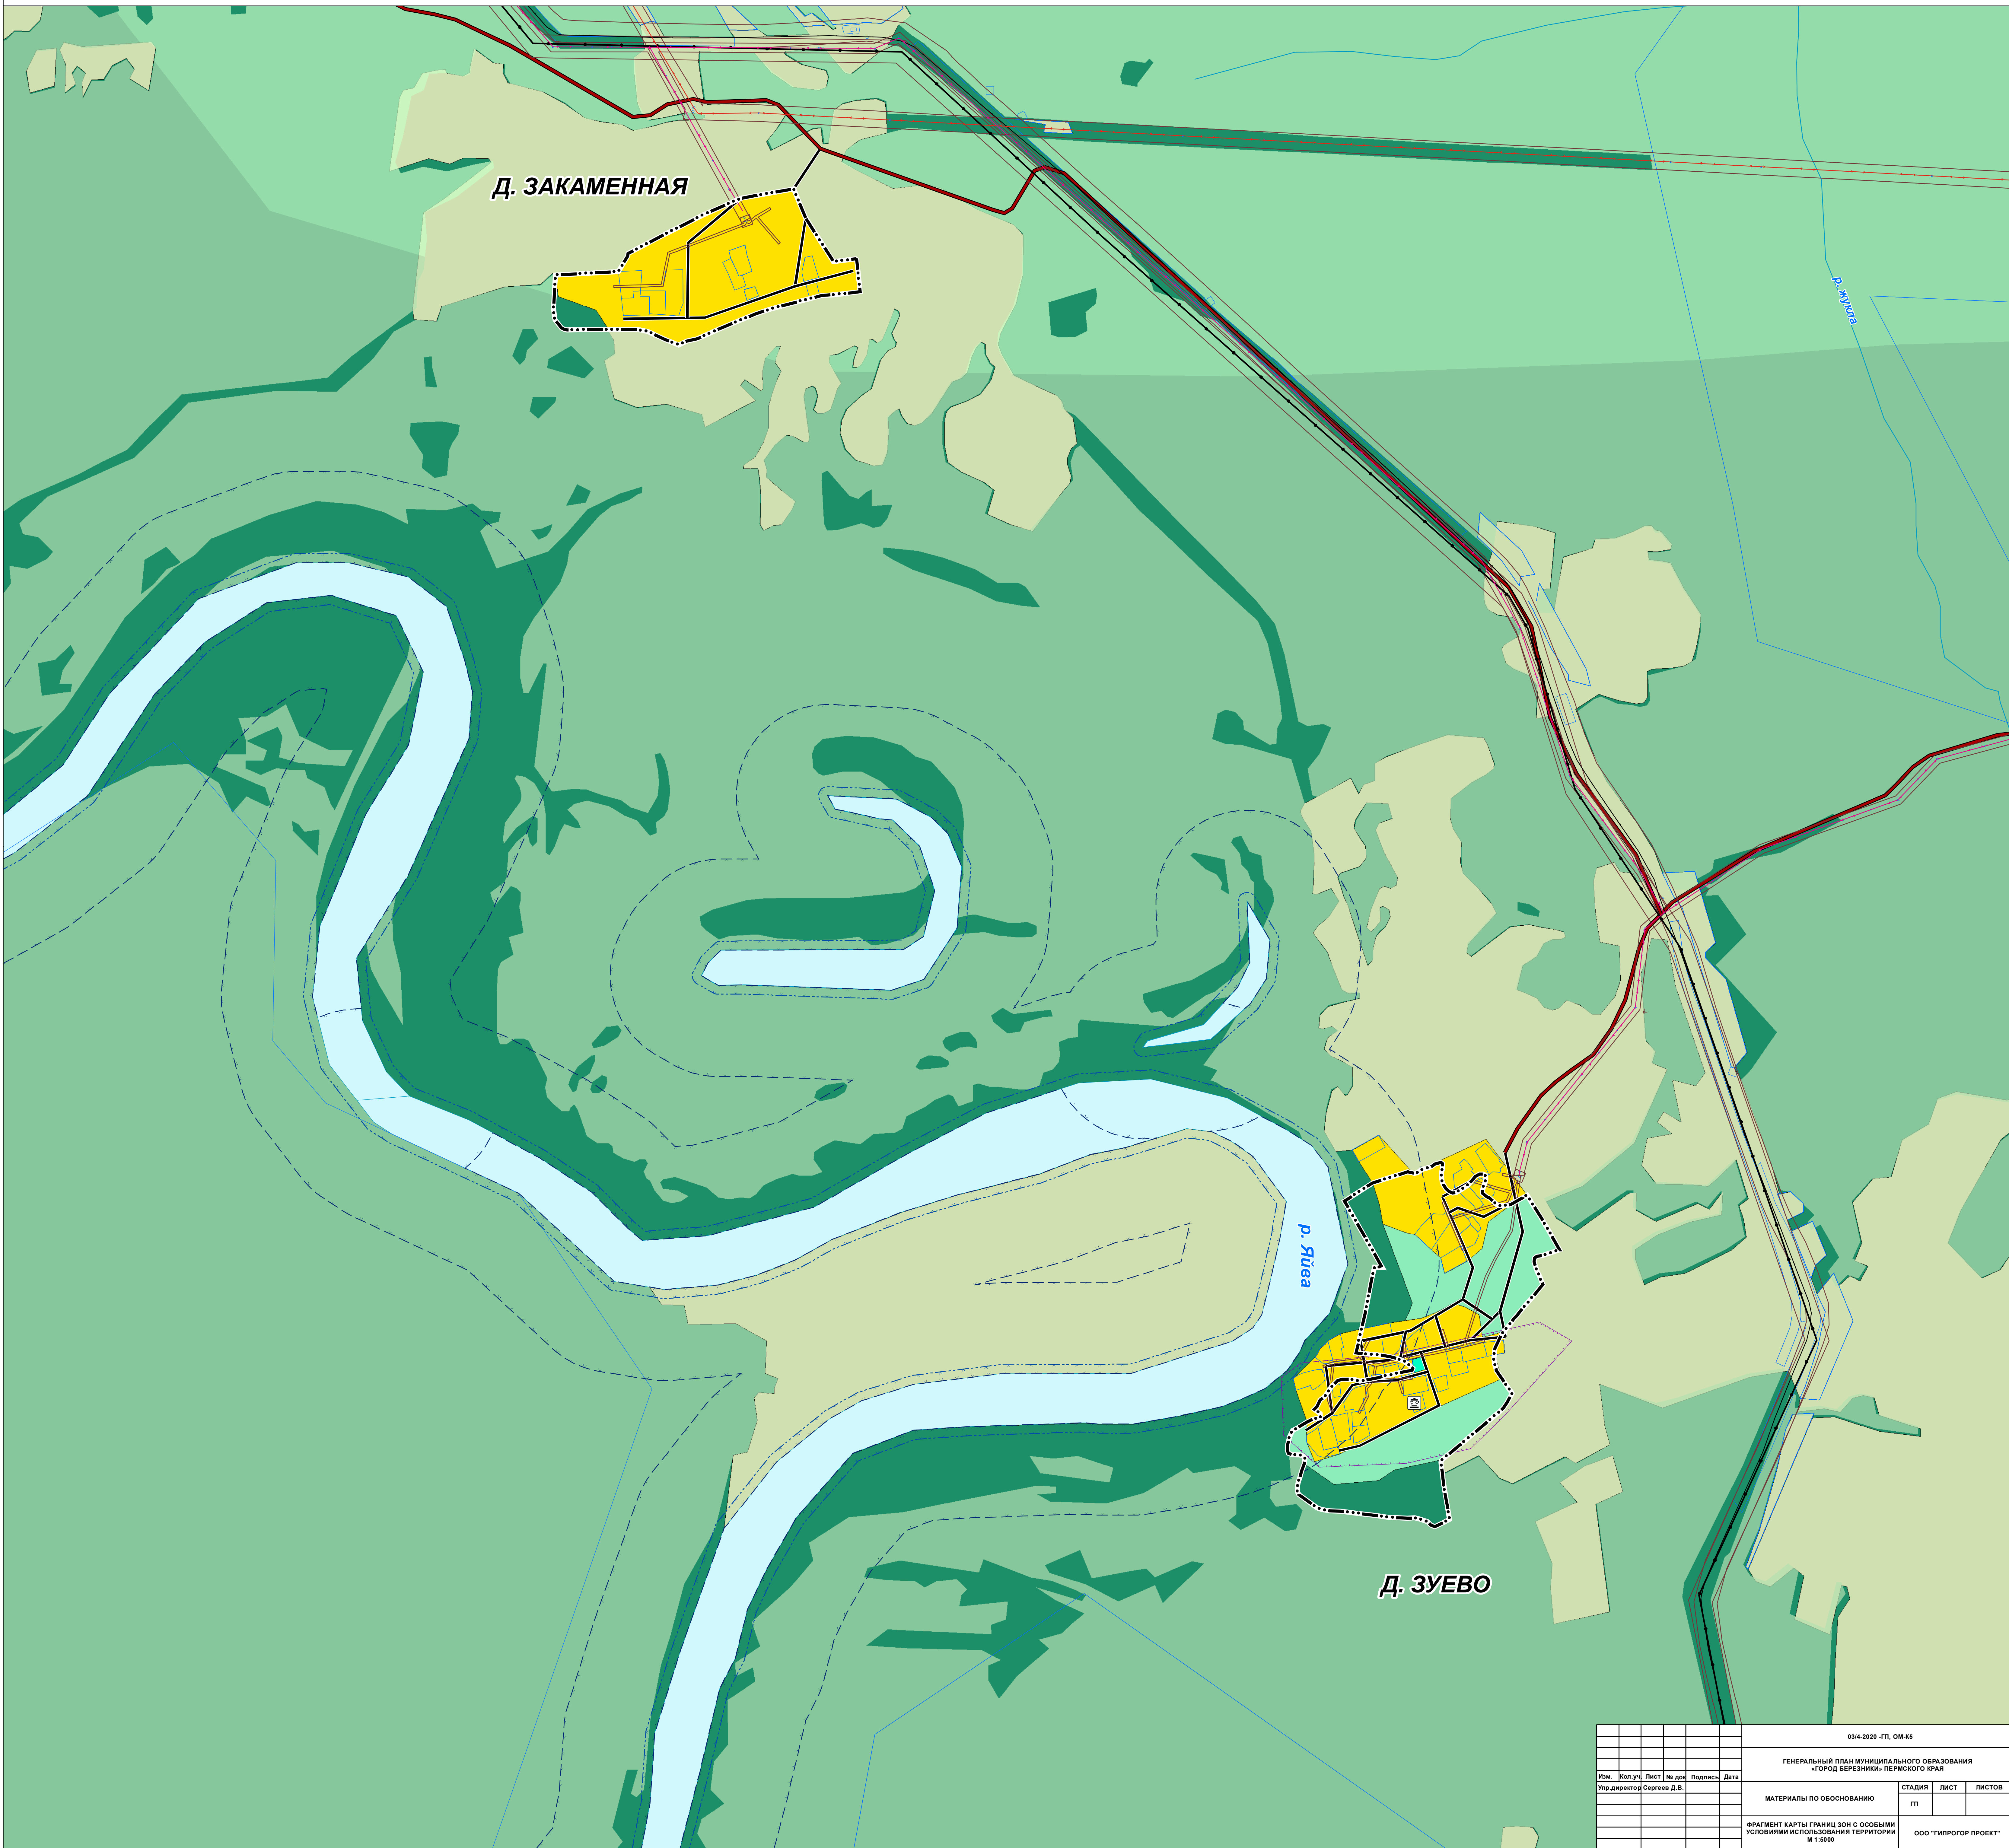 Д. ЗАКАМЕННАЯ
р. жукла
р. Яйва
Д. ЗУЕВО
03/4-2020 -ГП, ОМ-К5
ГЕНЕРАЛЬНЫЙ ПЛАН МУНИЦИПАЛЬНОГО ОБРАЗОВАНИЯ
«ГОРОД БЕРЕЗНИКИ» ПЕРМСКОГО КРАЯ
Изм. Кол.уч Лист № док Подпись Дата
Упр.директор Сергеев Д.В.
МАТЕРИАЛЫ ПО ОБОСНОВАНИЮ
СТАДИЯ ЛИСТ ЛИСТОВ
ГП
ФРАГМЕНТ КАРТЫ ГРАНИЦ ЗОН С ОСОБЫМИ
УСЛОВИЯМИ ИСПОЛЬЗОВАНИЯ ТЕРРИТОРИИ
М 1:5000
ООО "ГИПРОГОР ПРОЕКТ"